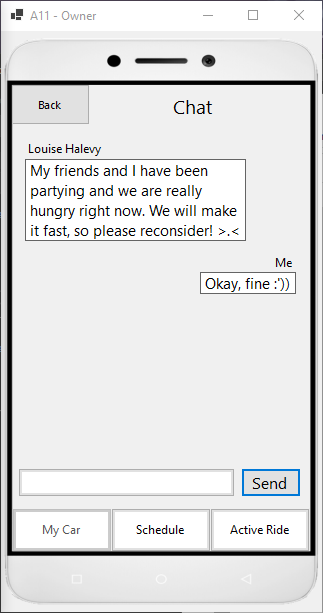 A11 - Owner
Back
Chat
Louise Halevy
My friends and I have been
partying and we are really
hungry right now. We will make
it fast, so please reconsider! >.<
Me
Okay, fine :'))
Send
My Car
Schedule
Active Ride